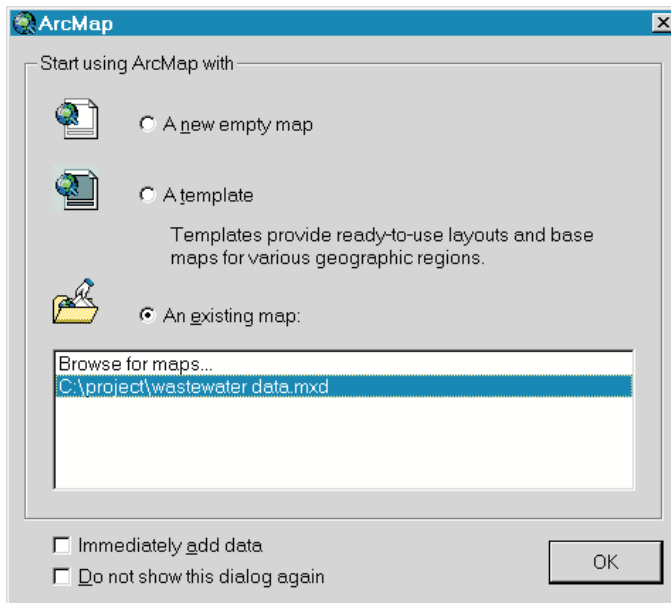 ArcMap
Start using ArcMap with
A new empty map
A template
Templates provide ready-to-use layouts and base
maps for various geographic regions.
An existing map:
Browse for maps...
C:\project\wastewater data.mxd
Immediately add data
Do not show this dialog again
OK